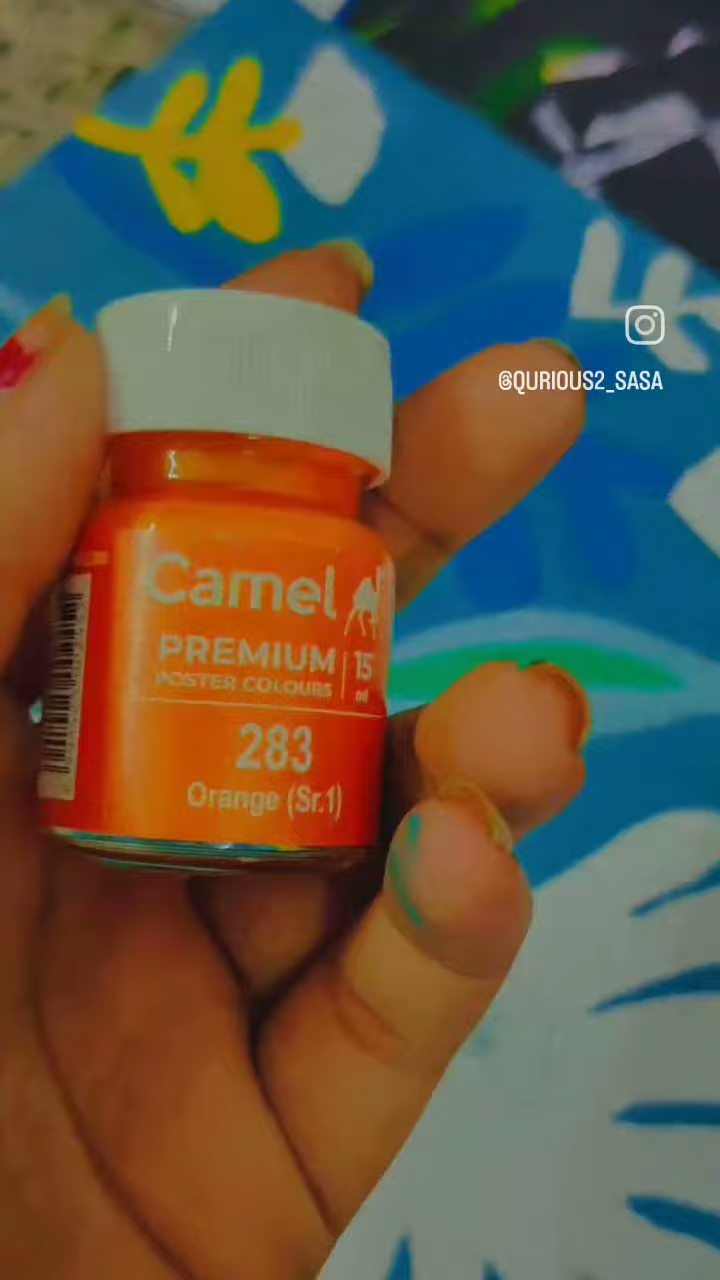 @QURIOUS2_SASA
Camel
PREMIUM
POSTER COLOURS
15
ml
283
Orange (Sr.1)